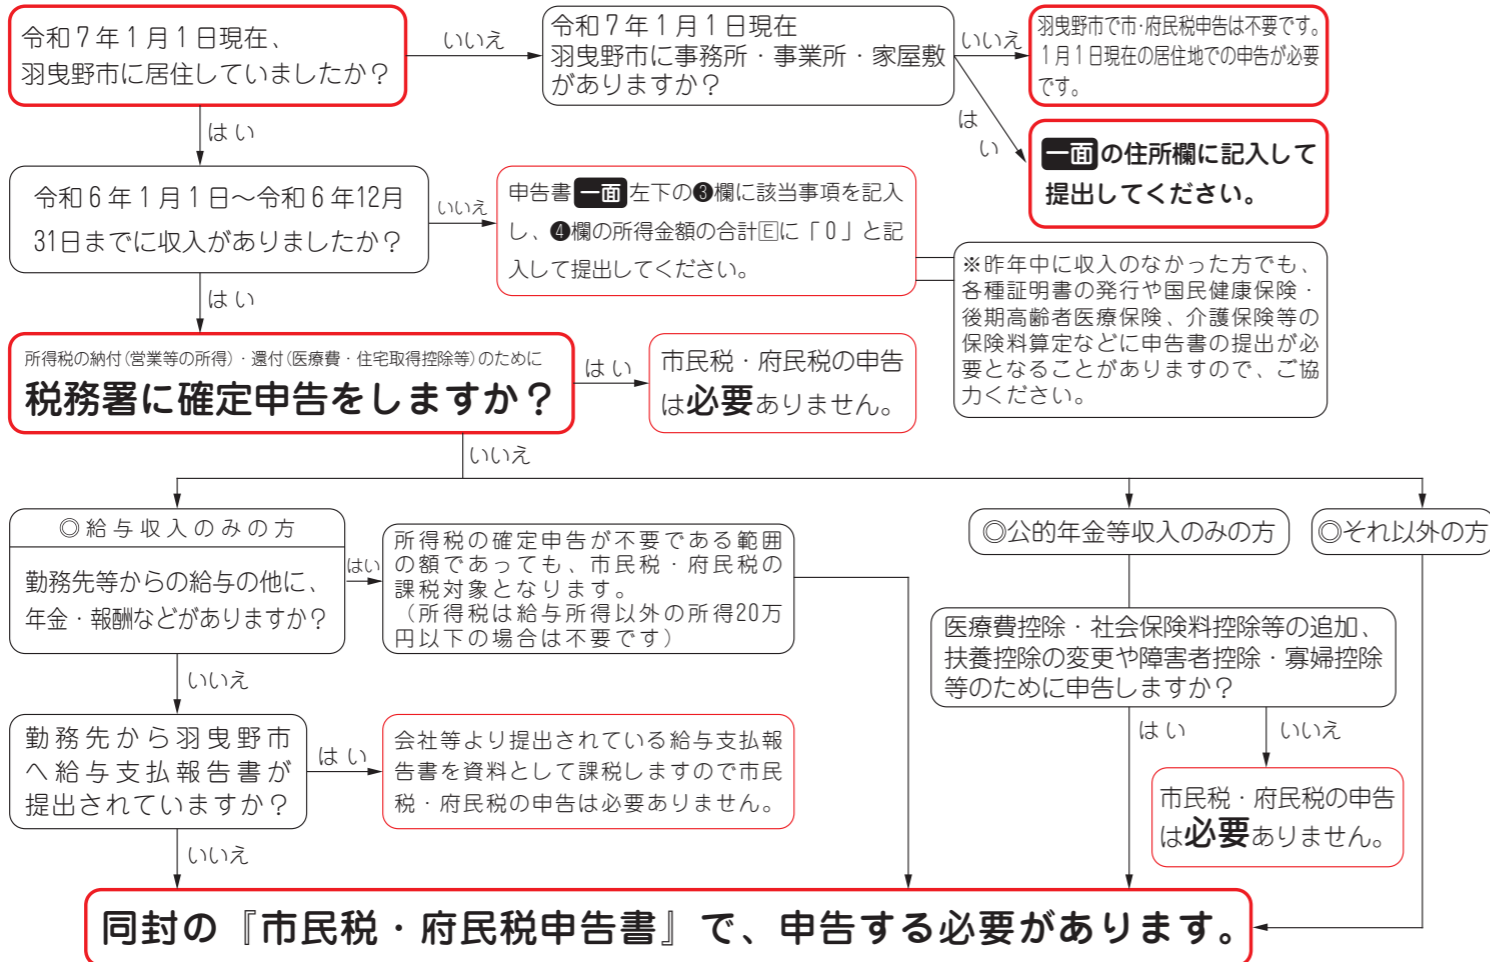 令和７年１月１日現在、
羽曳野市に居住していましたか？
いいえ
令和７年１月１日現在
羽曳野市に事務所・事業所・家屋敷
がありますか？
いいえ
羽曳野市で市・府民税申告は不要です。
１月１日現在の居住地での申告が必要
です。
はい
はい
一面の住所欄に記入して
提出してください。
令和６年１月１日～令和６年12月
31日までに収入がありましたか？
いいえ
申告書一面左下の❸欄に該当事項を記入
し、❹欄の所得金額の合計Ｅに「０」と記
入して提出してください。
※昨年中に収入のなかった方でも、
各種証明書の発行や国民健康保険・
後期高齢者医療保険、介護保険等の
保険料算定などに申告書の提出が必
要となることがありますので、ご協
力ください。
はい
所得税の納付（営業等の所得）・還付（医療費・住宅取得控除等）のために
税務署に確定申告をしますか？
はい
市民税・府民税の申告
は必要ありません。
いいえ
◎給与収入のみの方
勤務先等からの給与の他に、
年金・報酬などがありますか？
はい
所得税の確定申告が不要である範囲
の額であっても、市民税・府民税の
課税対象となります。
（所得税は給与所得以外の所得20万
円以下の場合は不要です）
◎公的年金等収入のみの方
◎それ以外の方
医療費控除・社会保険料控除等の追加、
扶養控除の変更や障害者控除・寡婦控除
等のために申告しますか？
いいえ
はい
いいえ
勤務先から羽曳野市
へ給与支払報告書が
提出されていますか？
はい
会社等より提出されている給与支払報
告書を資料として課税しますので市民
税・府民税の申告は必要ありません。
市民税・府民税の申告
は必要ありません。
いいえ
同封の『市民税・府民税申告書』で、申告する必要があります。